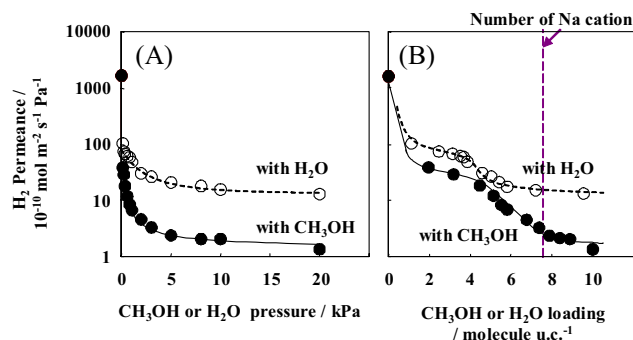 Number of Na cation
10000
1000
100
10
1
(A)
(B)
with H₂O
with CH₃OH
with H₂O
with CH₃OH
H₂ Permeance /
10⁻¹⁰ mol m⁻² s⁻¹ Pa⁻¹
0 5 10 15 20
0 2 4 6 8 10
CH₃OH or H₂O pressure / kPa
CH₃OH or H₂O loading
/ molecule u.c.⁻¹